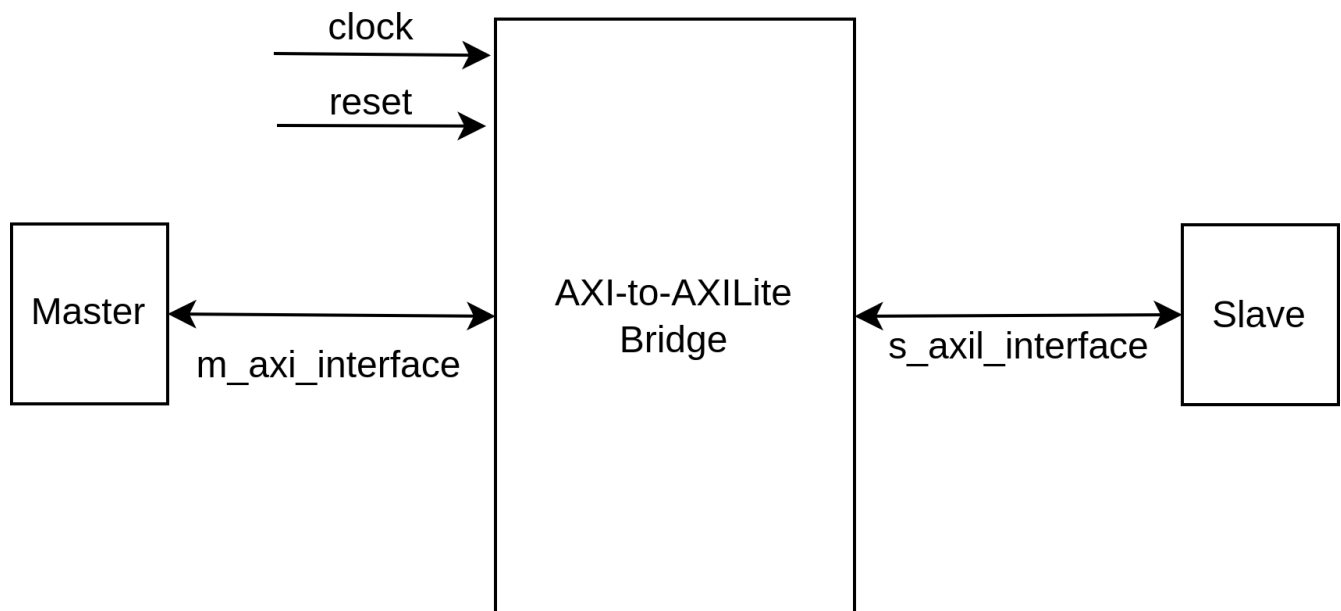 clock
reset
Master
m_axi_interface
AXI-to-AXILite
Bridge
s_axil_interface
Slave